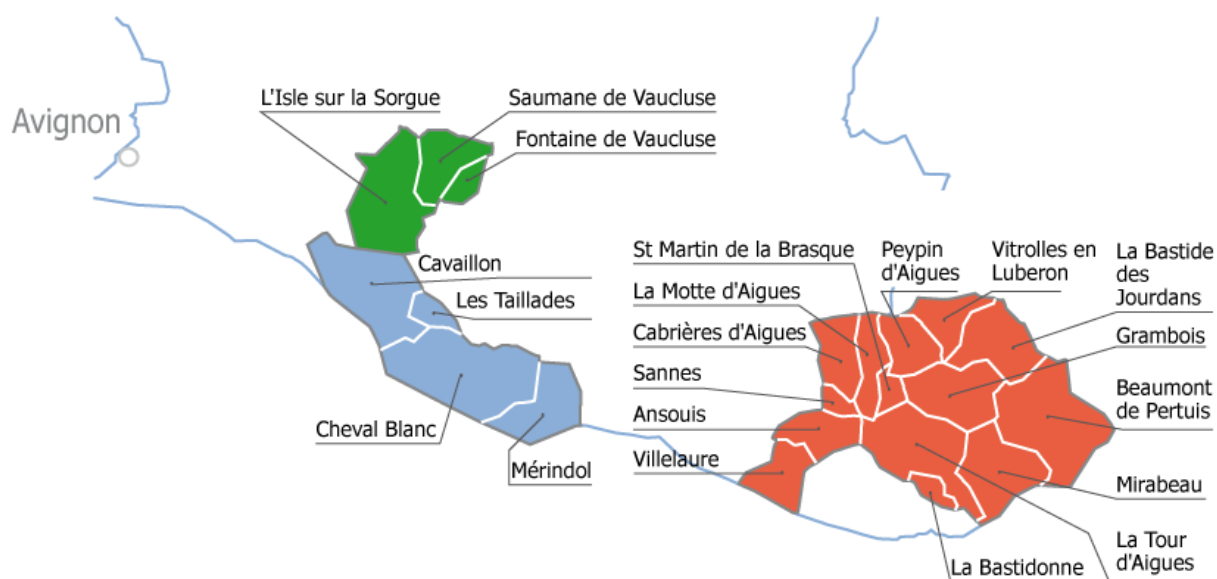 L'Isle sur la Sorgue
Saumane de Vaucluse
Avignon
Fontaine de Vaucluse
Cavaillon
Les Taillades
Cheval Blanc
Mérindol
St Martin de la Brasque
Peypin
d'Aigues
Vitrolles en
Luberon
La Bastide
des
Jourdans
La Motte d'Aigues
Cabrières d'Aigues
Grambois
Sannes
Beaumont
de Pertuis
Ansouis
Villelaure
Mirabeau
La Tour
d'Aigues
La Bastidonne